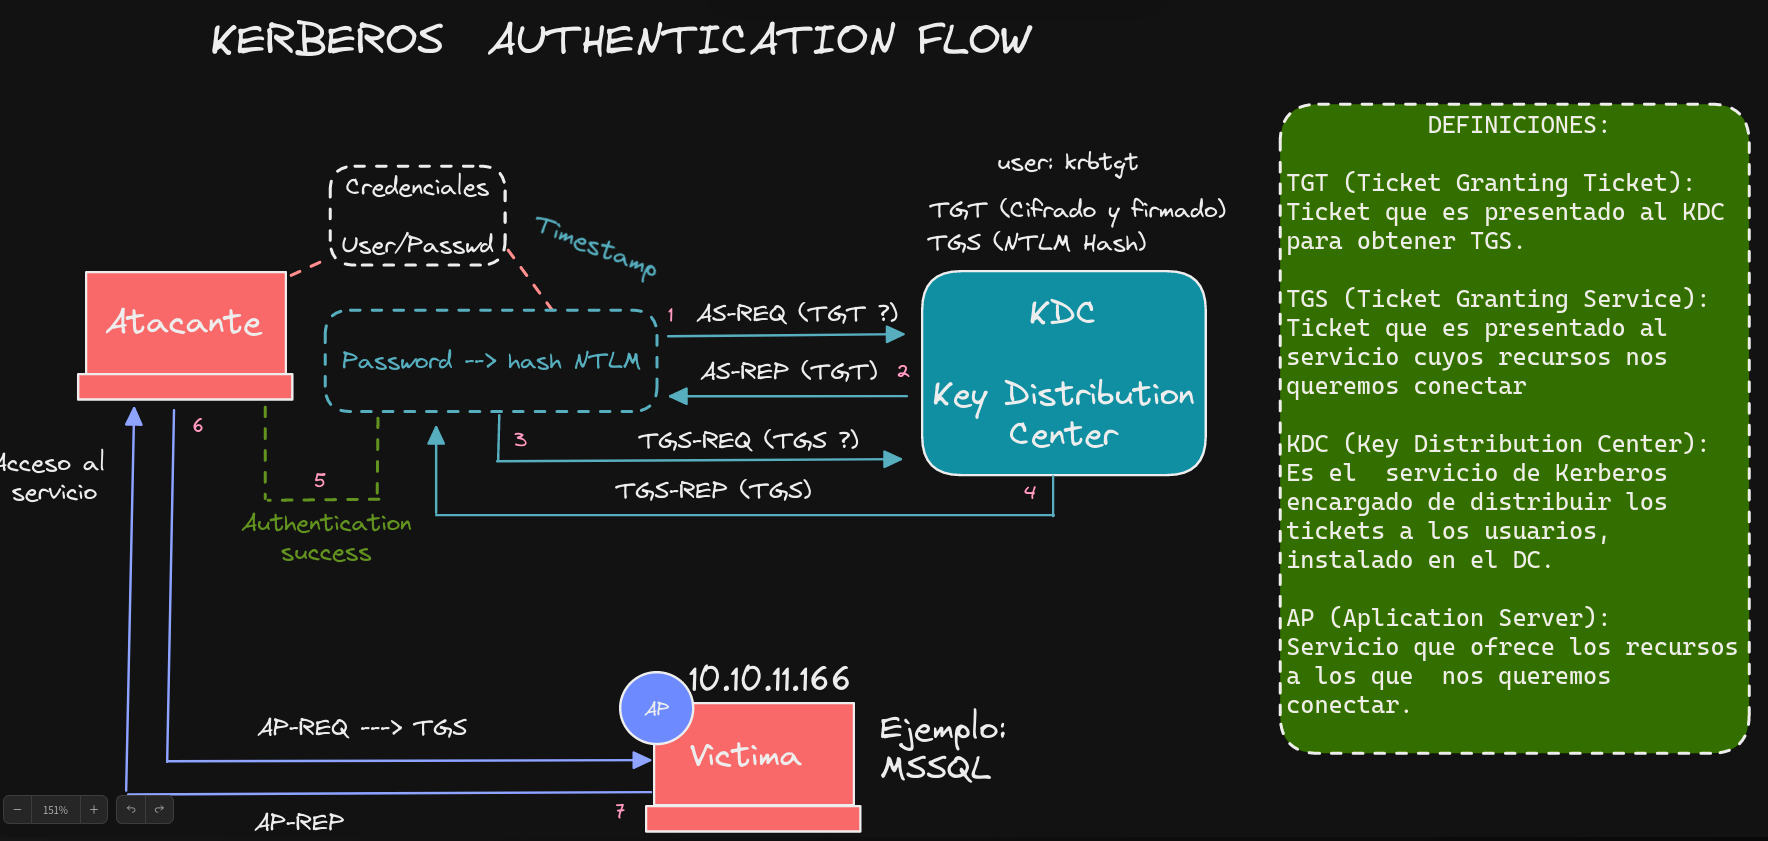 KERBEROS AUTHENTICATION FLOW
Credenciales
User/Passwd
Timestamp
Atacante
Password --> hash NTLM
user: krbtgt
TGT (Cifrado y firmado)
TGS (NTLM Hash)
1
AS-REQ (TGT ?)
AS-REP (TGT)
2
KDC
Key Distribution
Center
3
TGS-REQ (TGS ?)
TGS-REP (TGS)
4
5
Authentication
success
6
Acceso al
servicio
AP-REQ ---> TGS
AP
10.10.11.166
Victima
Ejemplo:
MSSQL
7
AP-REP
151%
DEFINICIONES:
TGT (Ticket Granting Ticket):
Ticket que es presentado al KDC
para obtener TGS.
TGS (Ticket Granting Service):
Ticket que es presentado al
servicio cuyos recursos nos
queremos conectar
KDC (Key Distribution Center):
Es el  servicio de Kerberos
encargado de distribuir los
tickets a los usuarios,
instalado en el DC.
AP (Aplication Server):
Servicio que ofrece los recursos
a los que  nos queremos
conectar.